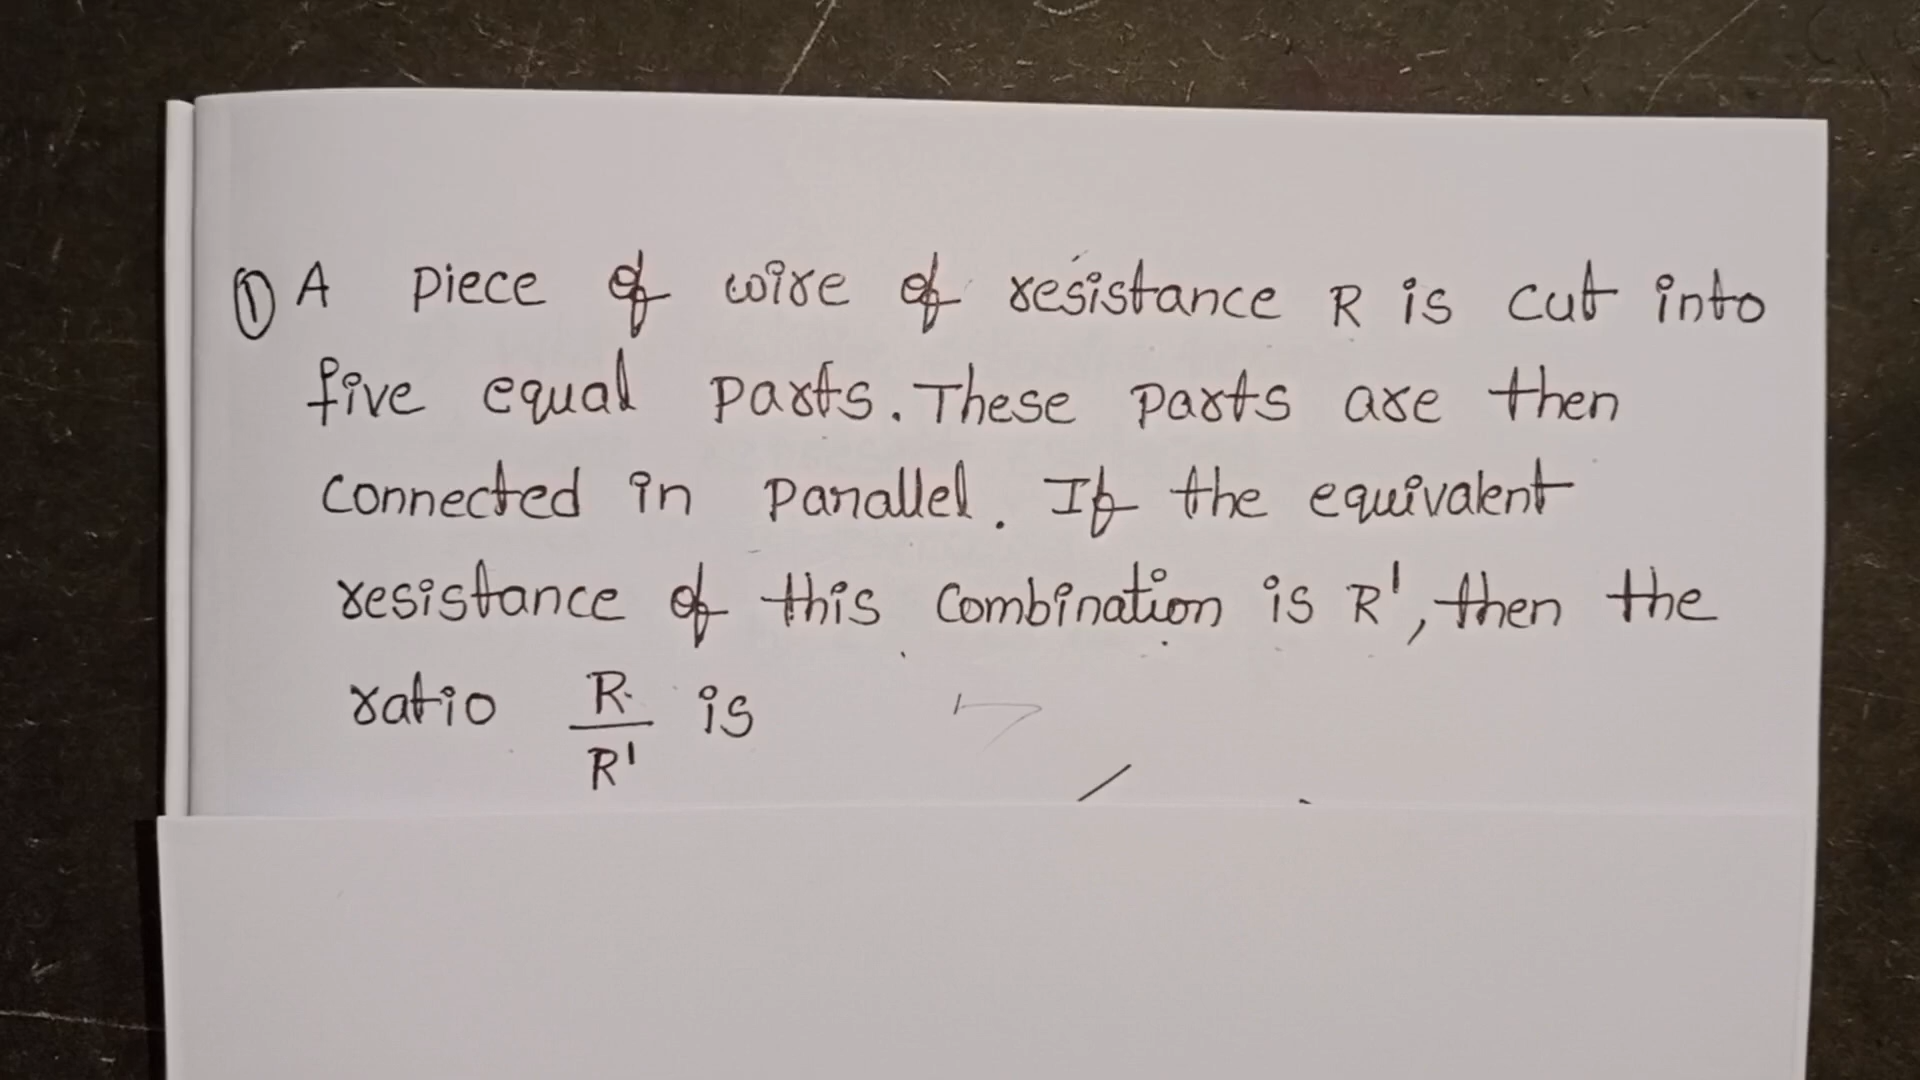 ① A piece of wire of resistance R is cut into
five equal parts. These parts are then
connected in parallel. If the equivalent
resistance of this combination is R', then the
ratio R/R' is